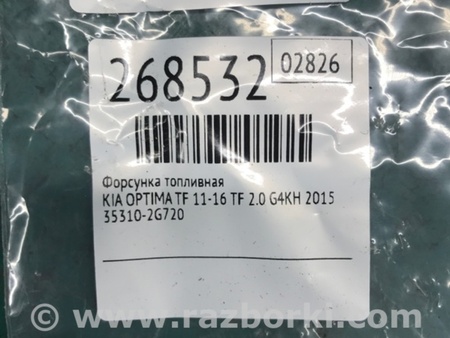 268532
02826
Форсунка топливная
KIA OPTIMA TF 11-16 TF 2.0 G4KH 2015
35310-2G720
© www.razborki.com